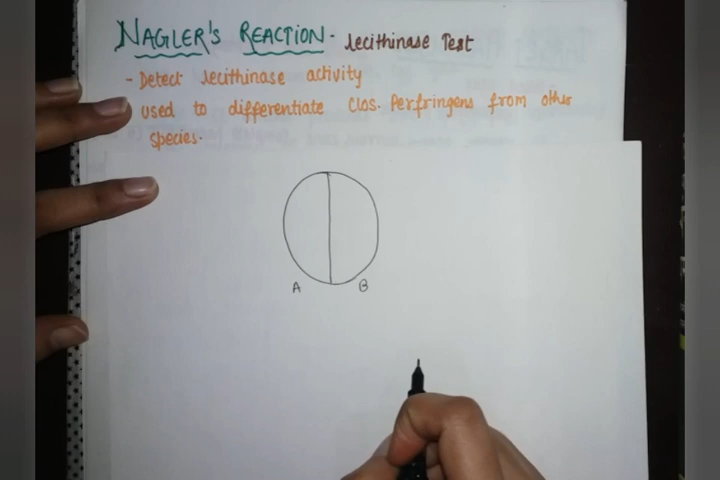 NAGLER'S REACTION - Lecithinase Test
- Detect lecithinase activity
used to differentiate Clos. Perfringens from other
species.
A B